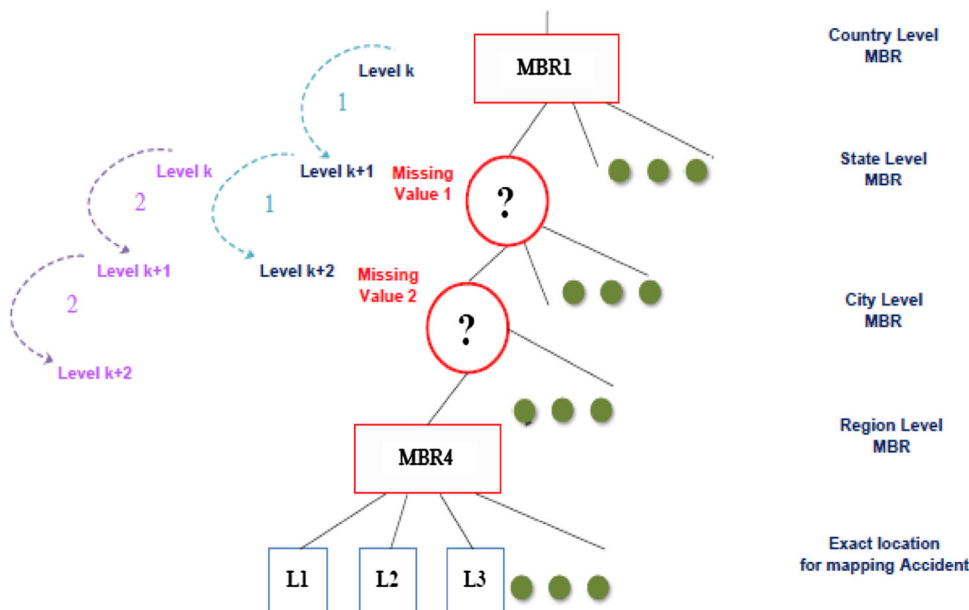 Country Level
MBR
Level k
MBR1
1
State Level
MBR
Level k
Level k+1
Missing
Value 1
?
2
1
Level k+1
Level k+2
Missing
Value 2
2
City Level
MBR
?
Level k+2
Region Level
MBR
MBR4
Exact location
for mapping Accident
L1
L2
L3